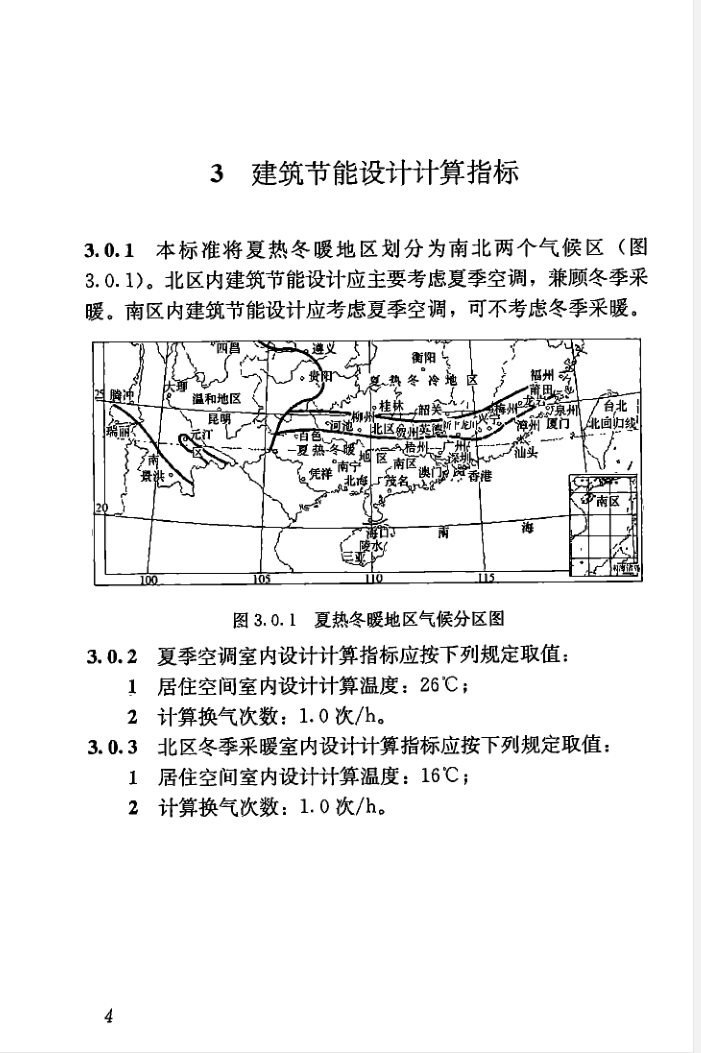 3 建筑节能设计计算指标
3.0.1 本标准将夏热冬暖地区划分为南北两个气候区（图
3.0.1）。北区内建筑节能设计应主要考虑夏季空调，兼顾冬季采
暖。南区内建筑节能设计应考虑夏季空调，可不考虑冬季采暖。
西昌
遵义
衡阳
贵阳
夏热冬冷地区
福州
莆田
25
腾冲
大理
温和地区
桂林
韶关
梅州
龙岩
泉州
台北
昆明
柳州
瑞丽
元江
河池
北区
贺州
英德
龙川
漳州
厦门
北回归线
百色
夏热冬暖地区
梧州
广州
汕头
南区
景洪
凭祥
南宁
南区
深圳
澳门
香港
北海
茂名
南区
20
海口
南海
陵水
三亚
南海诸岛
100 105 110 115
图 3.0.1 夏热冬暖地区气候分区图
3.0.2 夏季空调室内设计计算指标应按下列规定取值：
1 居住空间室内设计计算温度：26℃；
2 计算换气次数：1.0 次/h。
3.0.3 北区冬季采暖室内设计计算指标应按下列规定取值：
1 居住空间室内设计计算温度：16℃；
2 计算换气次数：1.0 次/h。
4